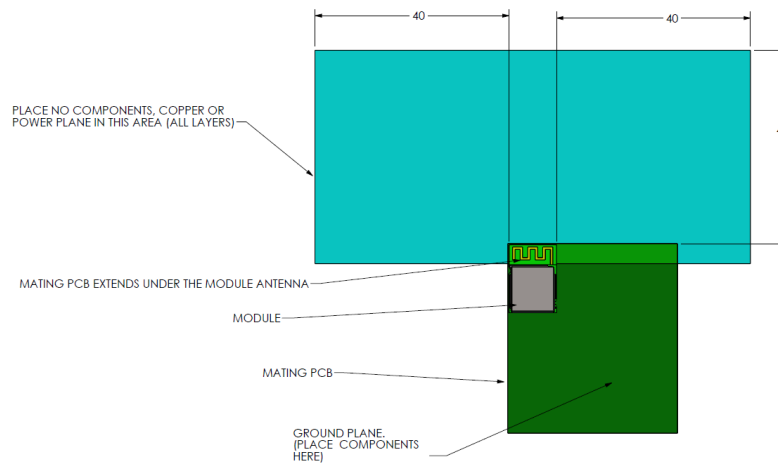 40
40
PLACE NO COMPONENTS, COPPER OR
POWER PLANE IN THIS AREA (ALL LAYERS)
MATING PCB EXTENDS UNDER THE MODULE ANTENNA
MODULE
MATING PCB
GROUND PLANE.
(PLACE COMPONENTS
HERE)